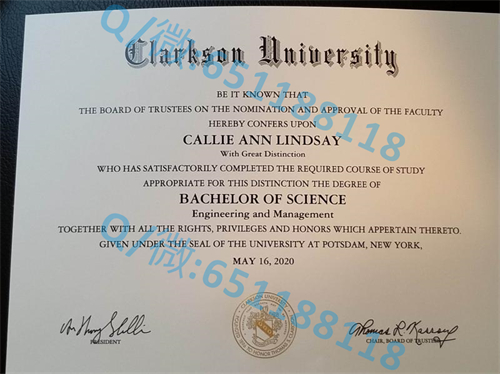 Clarkson University
BE IT KNOWN THAT
THE BOARD OF TRUSTEES ON THE NOMINATION AND APPROVAL OF THE FACULTY
HEREBY CONFERS UPON
CALLIE ANN LINDSAY
With Great Distinction
WHO HAS SATISFACTORILY COMPLETED THE REQUIRED COURSE OF STUDY
APPROPRIATE FOR THIS DISTINCTION THE DEGREE OF
BACHELOR OF SCIENCE
Engineering and Management
TOGETHER WITH ALL THE RIGHTS, PRIVILEGES AND HONORS WHICH APPERTAIN THERETO.
GIVEN UNDER THE SEAL OF THE UNIVERSITY AT POTSDAM, NEW YORK,
MAY 16, 2020
PRESIDENT
CHAIR, BOARD OF TRUSTEES
CLARKSON UNIVERSITY
Q/微:651188118
Q/微:651188118